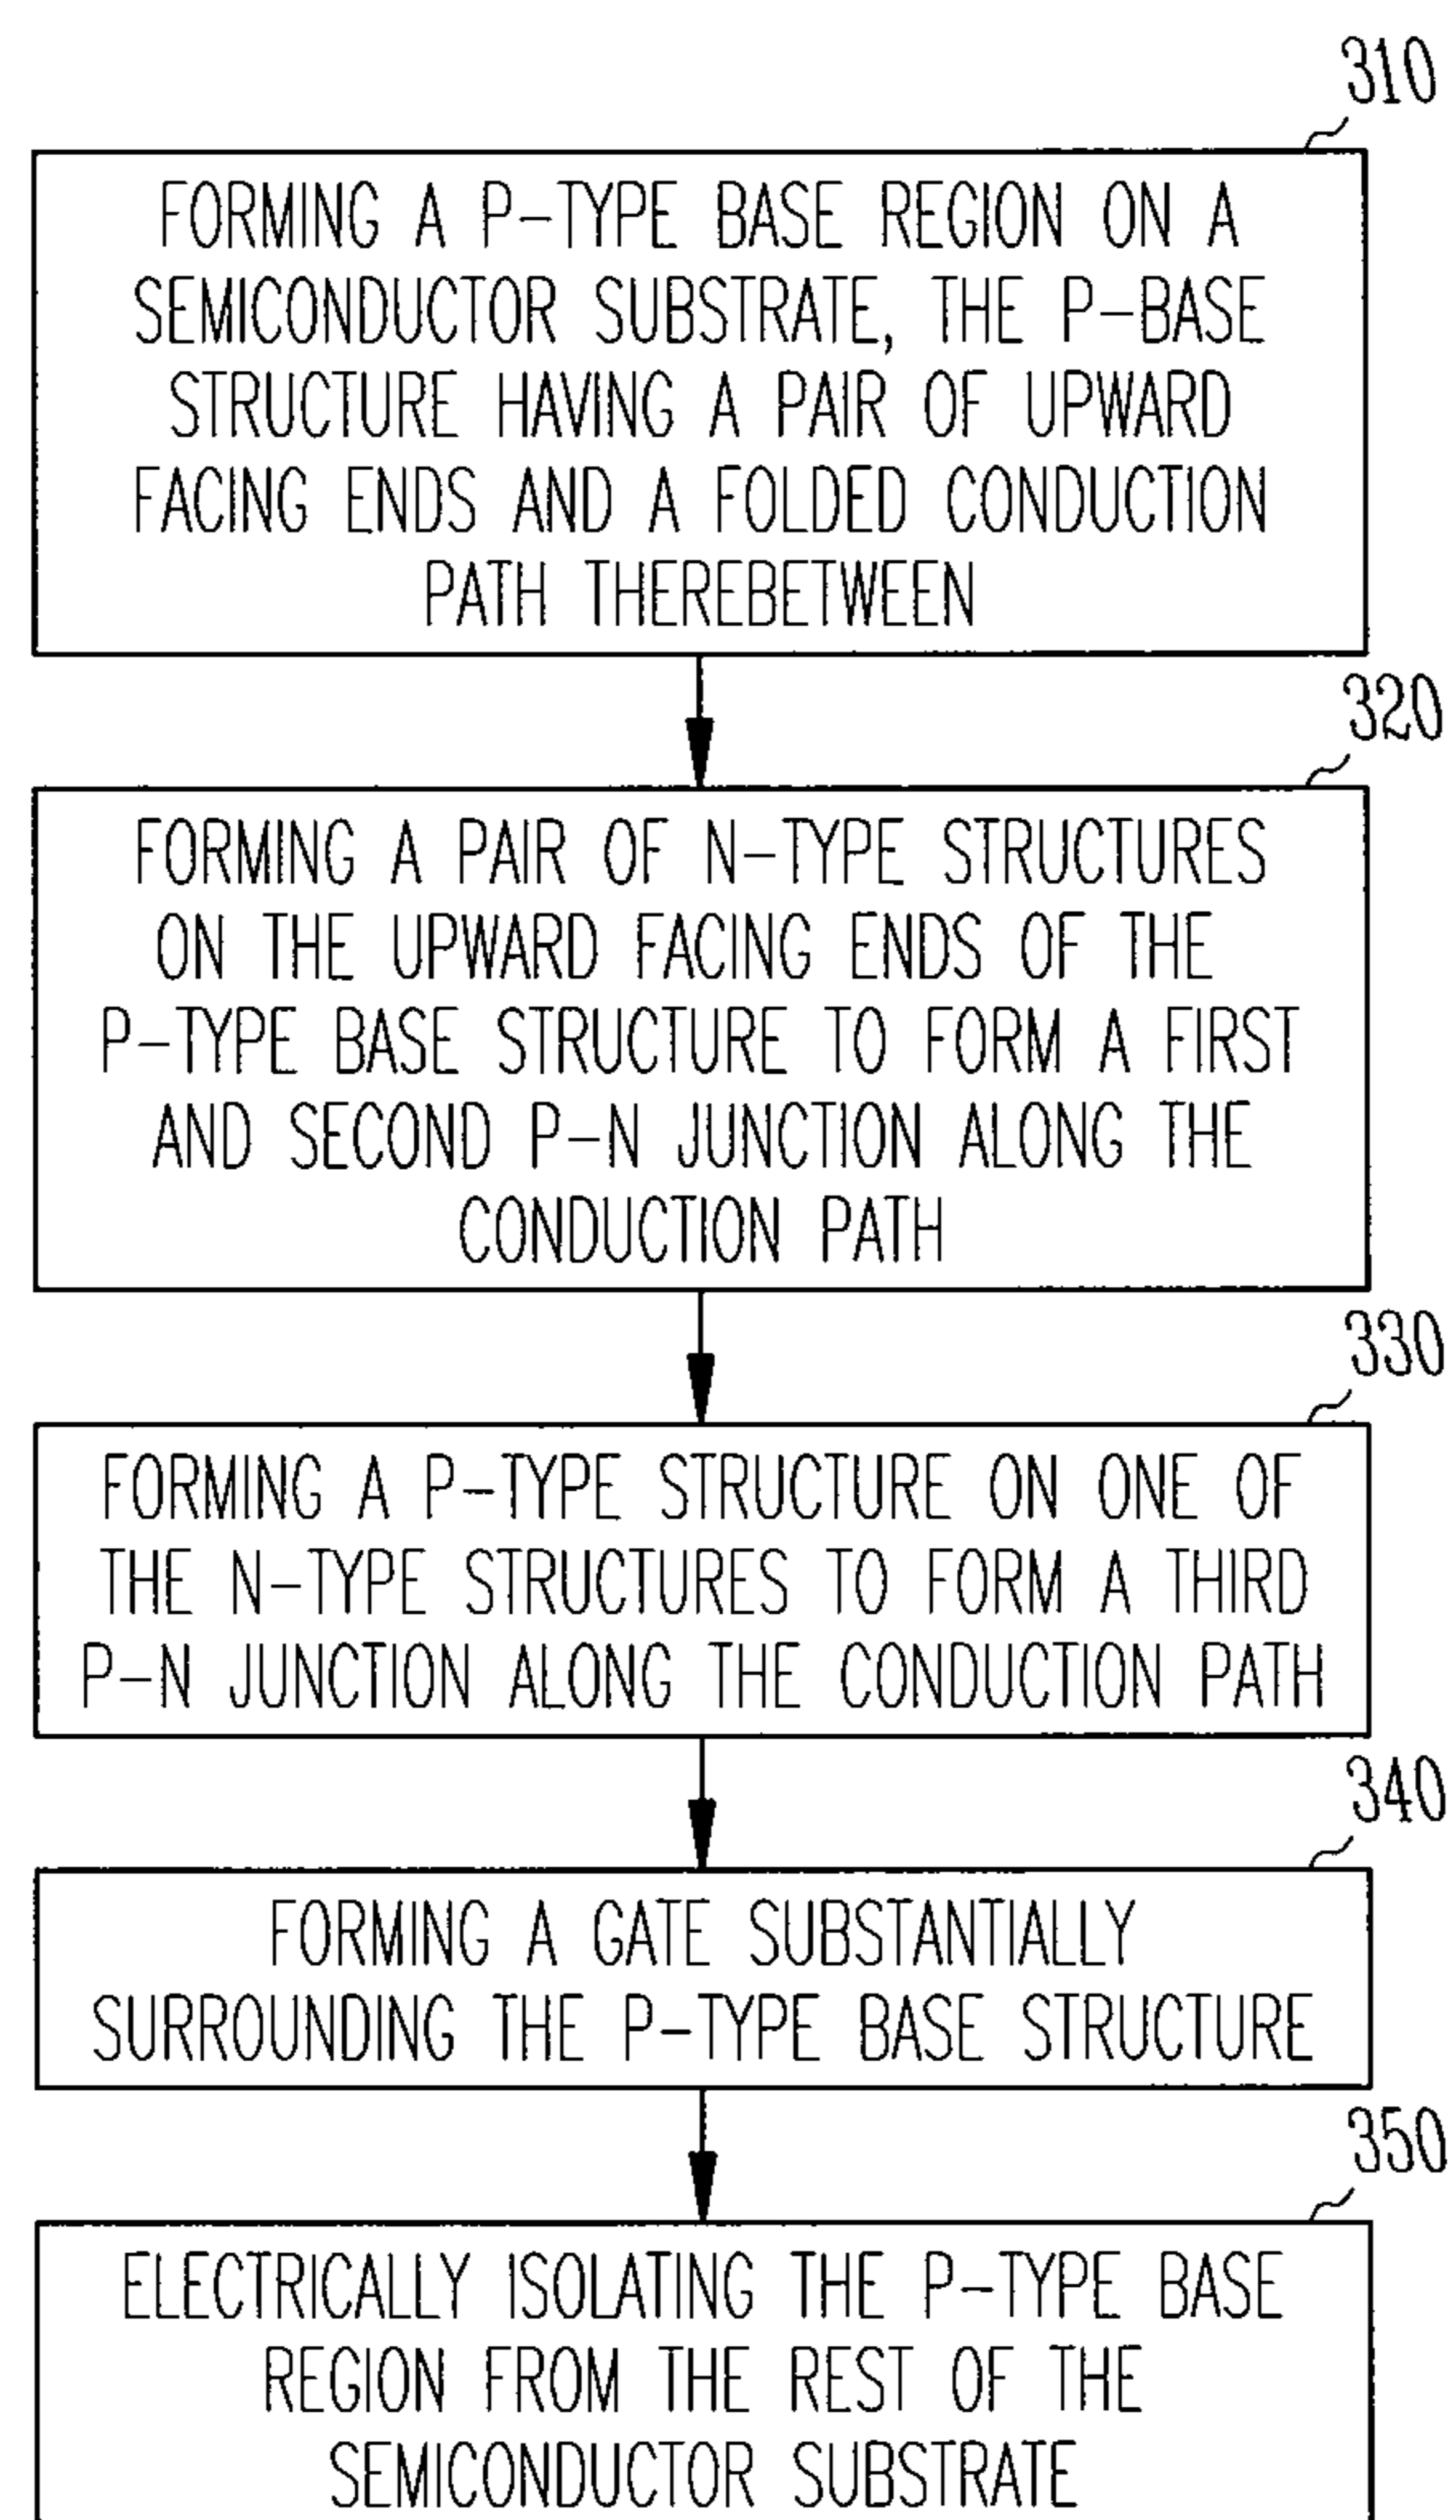 310
FORMING A P-TYPE BASE REGION ON A
SEMICONDUCTOR SUBSTRATE, THE P-BASE
STRUCTURE HAVING A PAIR OF UPWARD
FACING ENDS AND A FOLDED CONDUCTION
PATH THEREBETWEEN
320
FORMING A PAIR OF N-TYPE STRUCTURES
ON THE UPWARD FACING ENDS OF THE
P-TYPE BASE STRUCTURE TO FORM A FIRST
AND SECOND P-N JUNCTION ALONG THE
CONDUCTION PATH
330
FORMING A P-TYPE STRUCTURE ON ONE OF
THE N-TYPE STRUCTURES TO FORM A THIRD
P-N JUNCTION ALONG THE CONDUCTION PATH
340
FORMING A GATE SUBSTANTIALLY
SURROUNDING THE P-TYPE BASE STRUCTURE
350
ELECTRICALLY ISOLATING THE P-TYPE BASE
REGION FROM THE REST OF THE
SEMICONDUCTOR SUBSTRATE